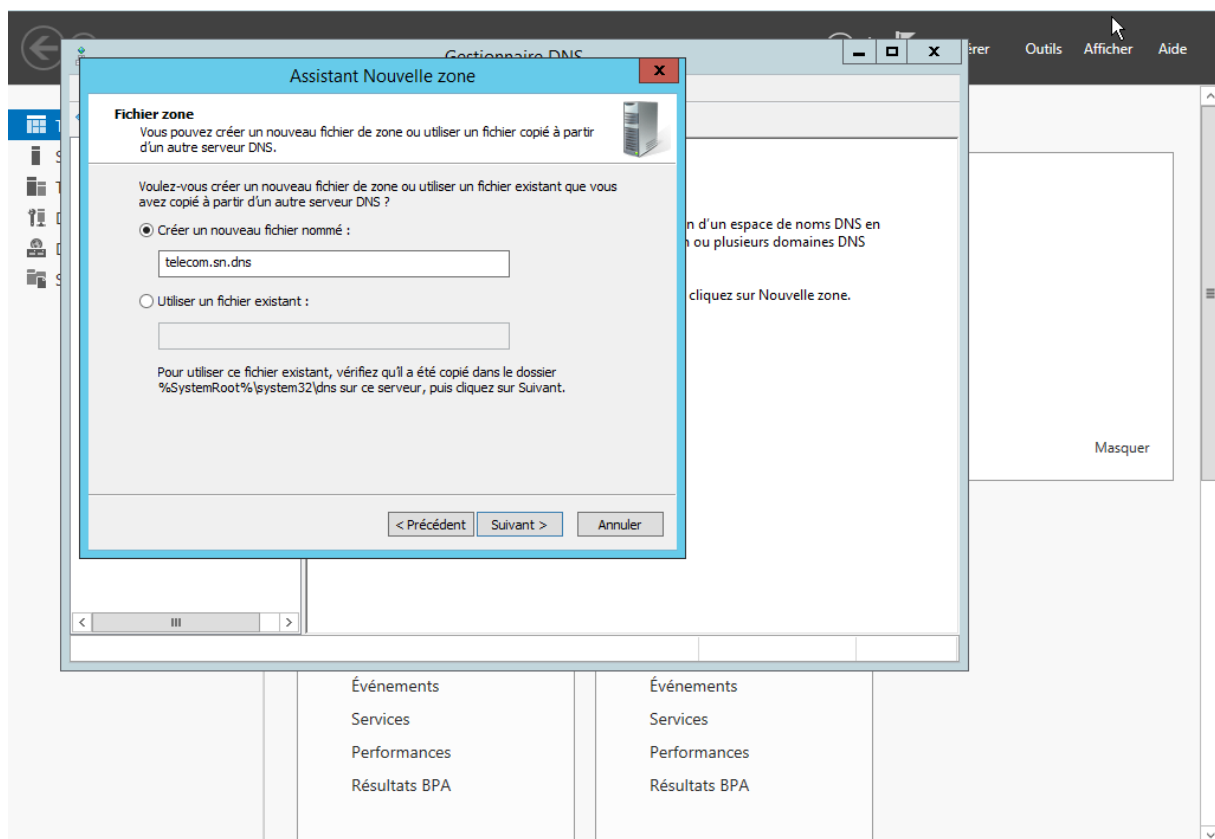 Gestionnaire DNS
érer Outils Afficher Aide
Assistant Nouvelle zone
Fichier zone
Vous pouvez créer un nouveau fichier de zone ou utiliser un fichier copié à partir
d'un autre serveur DNS.
Voulez-vous créer un nouveau fichier de zone ou utiliser un fichier existant que vous
avez copié à partir d'un autre serveur DNS ?
Créer un nouveau fichier nommé :
telecom.sn.dns
Utiliser un fichier existant :
Pour utiliser ce fichier existant, vérifiez qu'il a été copié dans le dossier
%SystemRoot%\system32\dns sur ce serveur, puis cliquez sur Suivant.
< Précédent Suivant > Annuler
n d'un espace de noms DNS en
ou plusieurs domaines DNS
cliquez sur Nouvelle zone.
Masquer
Événements Événements
Services Services
Performances Performances
Résultats BPA Résultats BPA